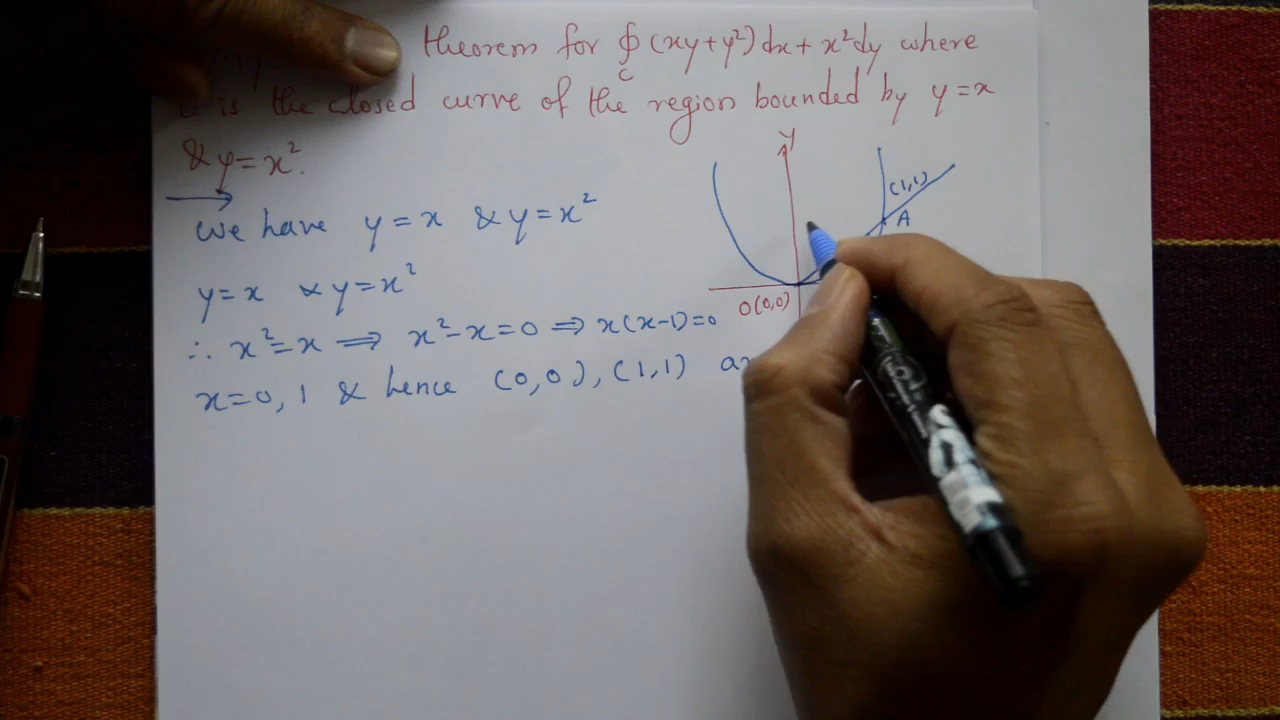 theorem for ∮c (xy+y²)dx + x²dy where
is the closed curve of the region bounded by y=x
& y=x².
We have y=x & y=x²
y=x & y=x²
∴ x²=x ⟹ x²-x=0 ⟹ x(x-1)=0
x=0, 1 & hence (0,0), (1,1)
Y
(1,1)
A
O(0,0)